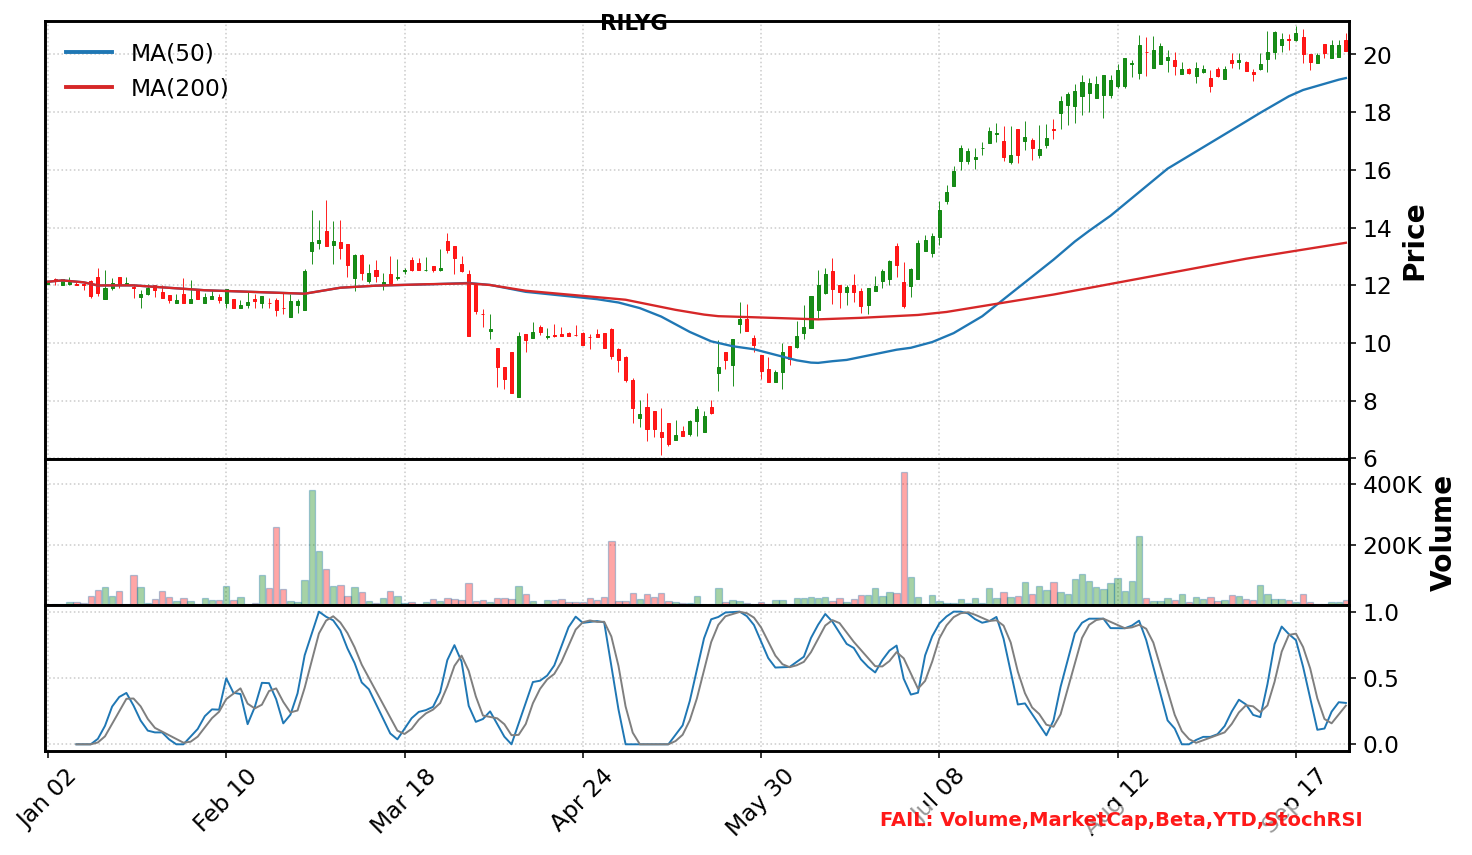 RILYG
MA(50)
MA(200)
20
18
16
14
12
10
8
6
Price
400K
200K
Volume
1.0
0.5
0.0
Jan 02
Feb 10
Mar 18
Apr 24
May 30
Jul 08
Aug 12
Sep 17
FAIL: Volume,MarketCap,Beta,YTD,StochRSI